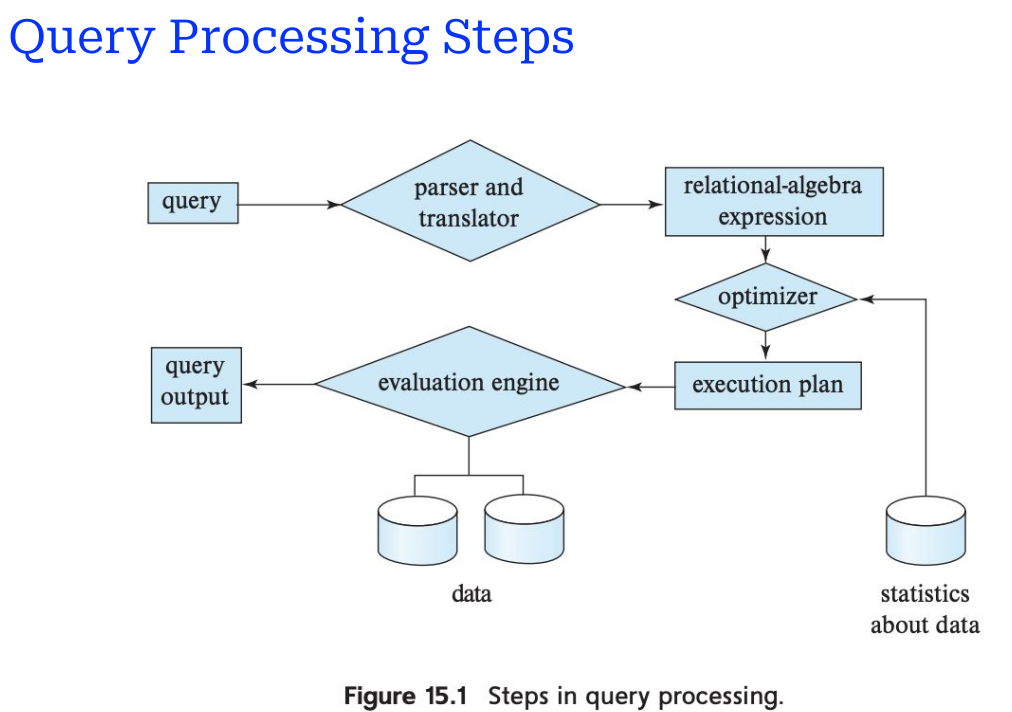 Query Processing Steps
query
parser and
translator
relational-algebra
expression
optimizer
query
output
evaluation engine
execution plan
data
statistics
about data
Figure 15.1 Steps in query processing.